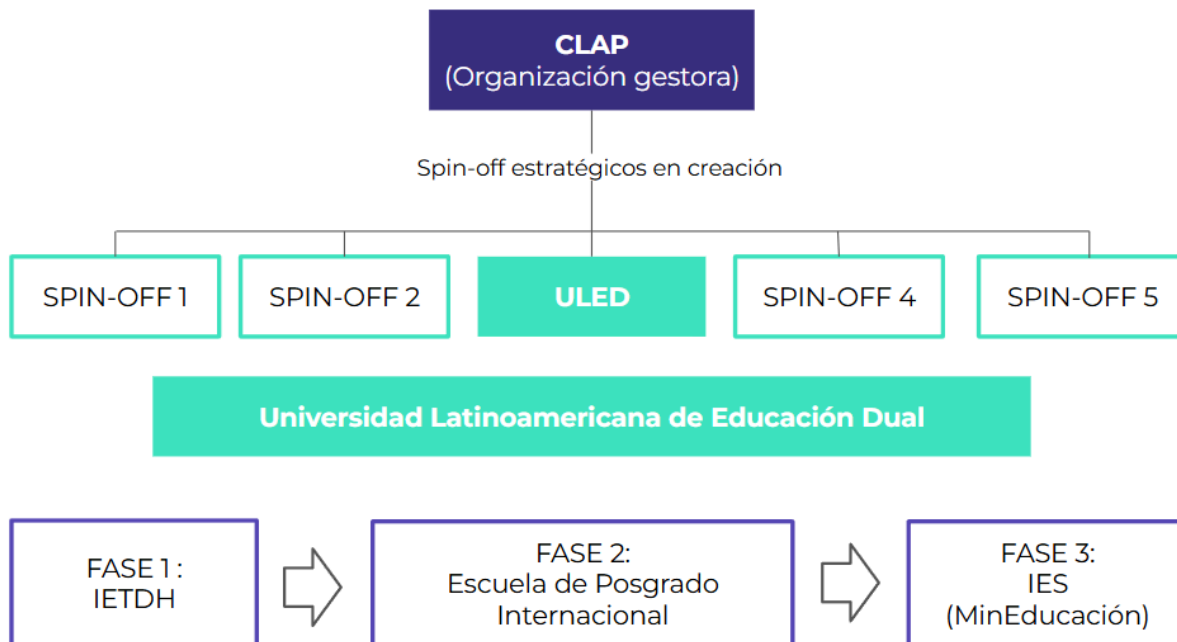 CLAP
(Organización gestora)
Spin-off estratégicos en creación
SPIN-OFF 1
SPIN-OFF 2
ULED
SPIN-OFF 4
SPIN-OFF 5
Universidad Latinoamericana de Educación Dual
FASE 1 :
IETDH
FASE 2:
Escuela de Posgrado
Internacional
FASE 3:
IES
(MinEducación)